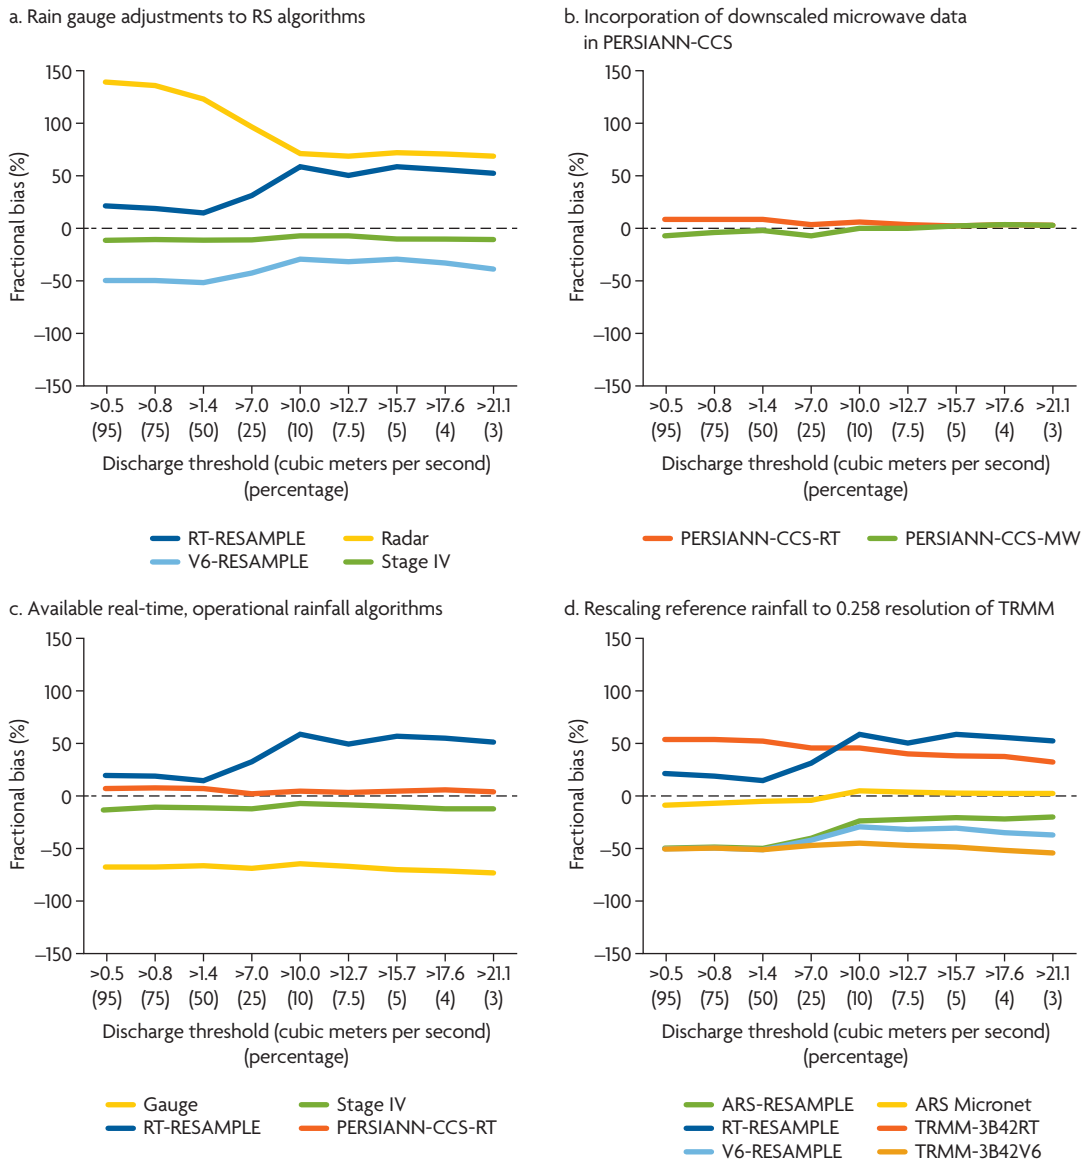 a. Rain gauge adjustments to RS algorithms
150
100
50
0
−50
−100
−150
Fractional bias (%)
>0.5 >0.8 >1.4 >7.0 >10.0 >12.7 >15.7 >17.6 >21.1
(95) (75) (50) (25) (10) (7.5) (5) (4) (3)
Discharge threshold (cubic meters per second)
(percentage)
RT-RESAMPLE Radar
V6-RESAMPLE Stage IV
b. Incorporation of downscaled microwave data
in PERSIANN-CCS
150
100
50
0
−50
−100
−150
Fractional bias (%)
>0.5 >0.8 >1.4 >7.0 >10.0 >12.7 >15.7 >17.6 >21.1
(95) (75) (50) (25) (10) (7.5) (5) (4) (3)
Discharge threshold (cubic meters per second)
(percentage)
PERSIANN-CCS-RT PERSIANN-CCS-MW
c. Available real-time, operational rainfall algorithms
150
100
50
0
−50
−100
−150
Fractional bias (%)
>0.5 >0.8 >1.4 >7.0 >10.0 >12.7 >15.7 >17.6 >21.1
(95) (75) (50) (25) (10) (7.5) (5) (4) (3)
Discharge threshold (cubic meters per second)
(percentage)
Gauge Stage IV
RT-RESAMPLE PERSIANN-CCS-RT
d. Rescaling reference rainfall to 0.258 resolution of TRMM
150
100
50
0
−50
−100
−150
Fractional bias (%)
>0.5 >0.8 >1.4 >7.0 >10.0 >12.7 >15.7 >17.6 >21.1
(95) (75) (50) (25) (10) (7.5) (5) (4) (3)
Discharge threshold (cubic meters per second)
(percentage)
ARS-RESAMPLE ARS Micronet
RT-RESAMPLE TRMM-3B42RT
V6-RESAMPLE TRMM-3B42V6